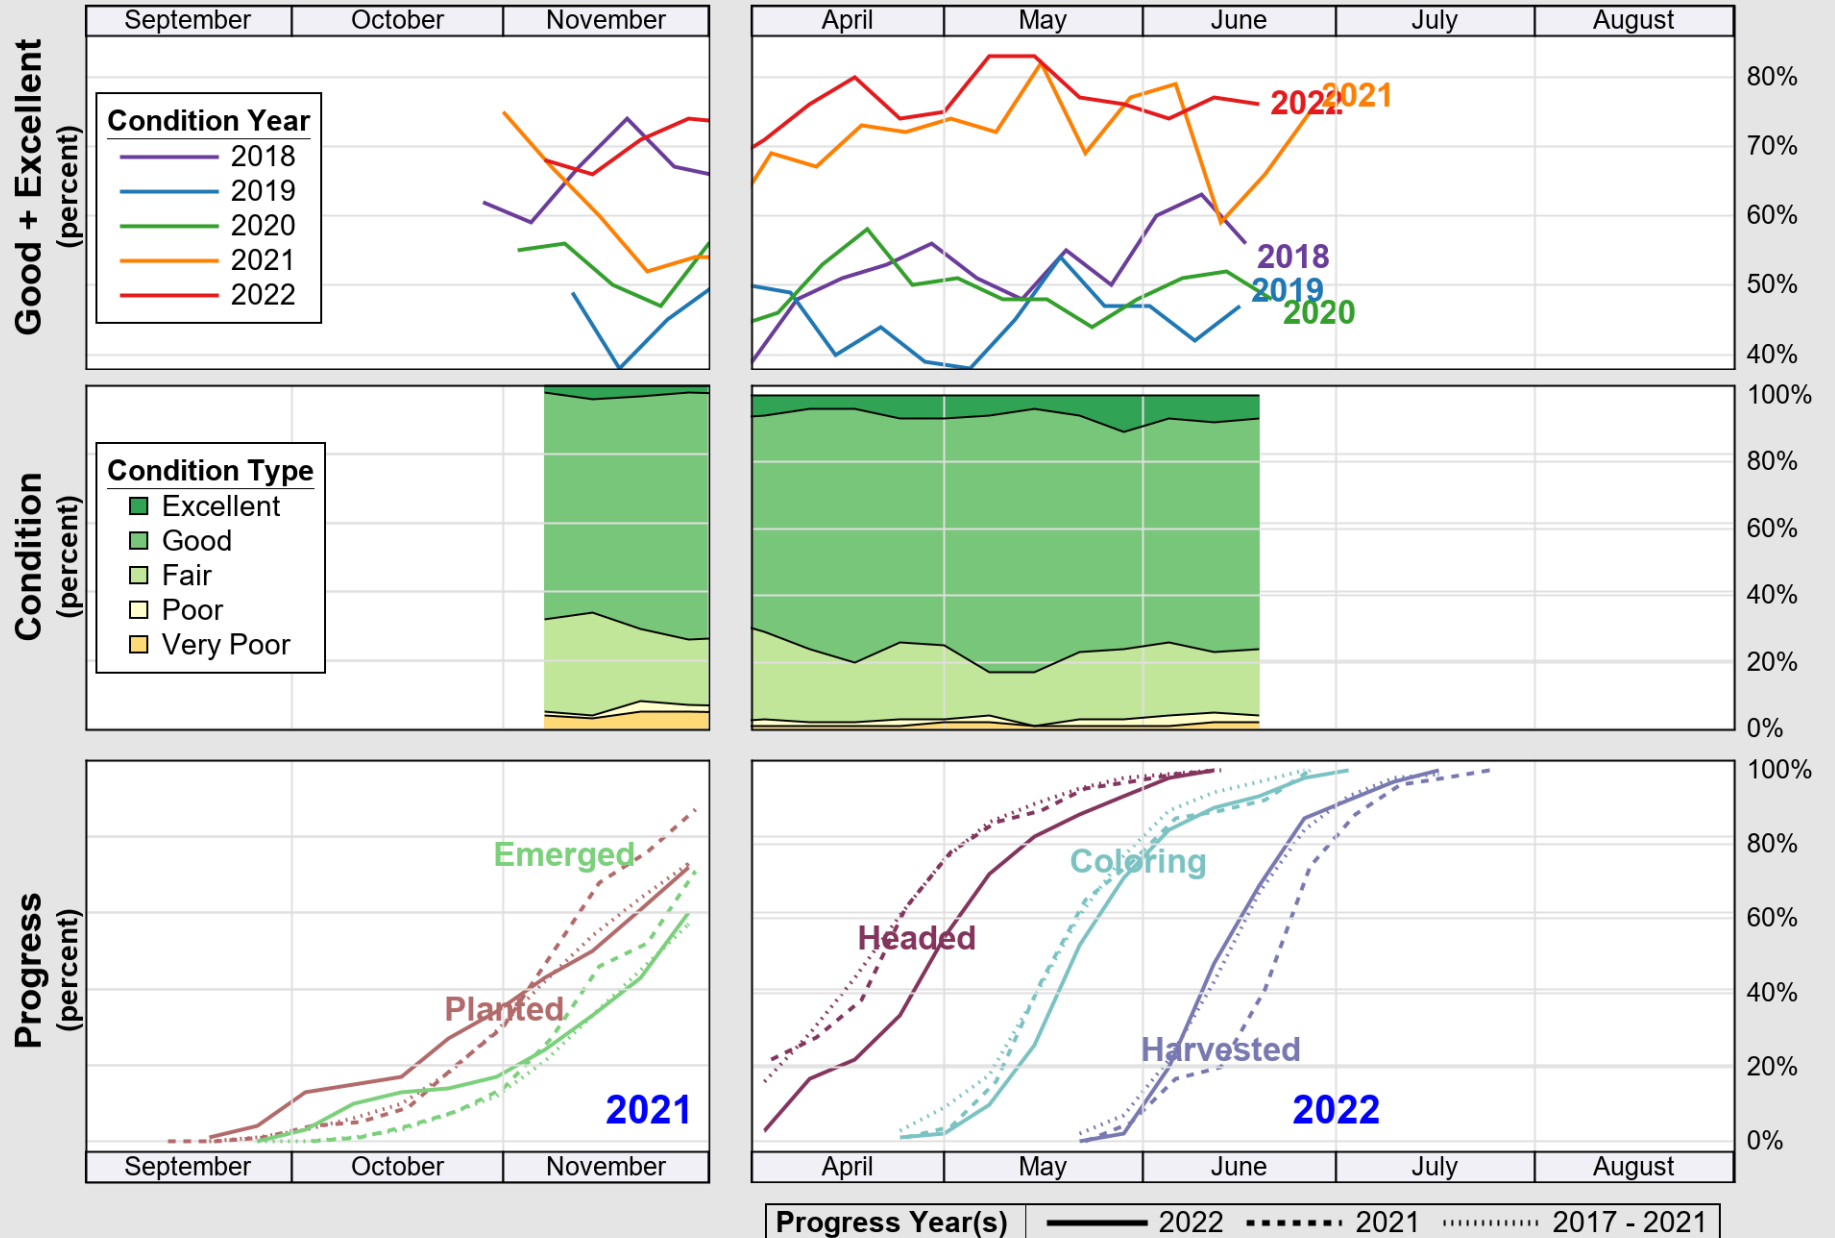 September October November April May June July August
Good + Excellent
(percent)
Condition Year
2018
2019
2020
2021
2022
2022
2021
2018
2019
2020
80%
70%
60%
50%
40%
Condition
(percent)
Condition Type
Excellent
Good
Fair
Poor
Very Poor
100%
80%
60%
40%
20%
0%
Progress
(percent)
Emerged
Planted
2021
Headed
Coloring
Harvested
2022
100%
80%
60%
40%
20%
0%
September October November April May June July August
Progress Year(s) 2022 2021 2017 - 2021